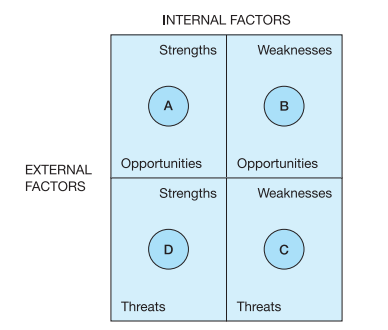 INTERNAL FACTORS
Strengths
Weaknesses
A
B
Opportunities
Opportunities
EXTERNAL
FACTORS
Strengths
Weaknesses
D
C
Threats
Threats